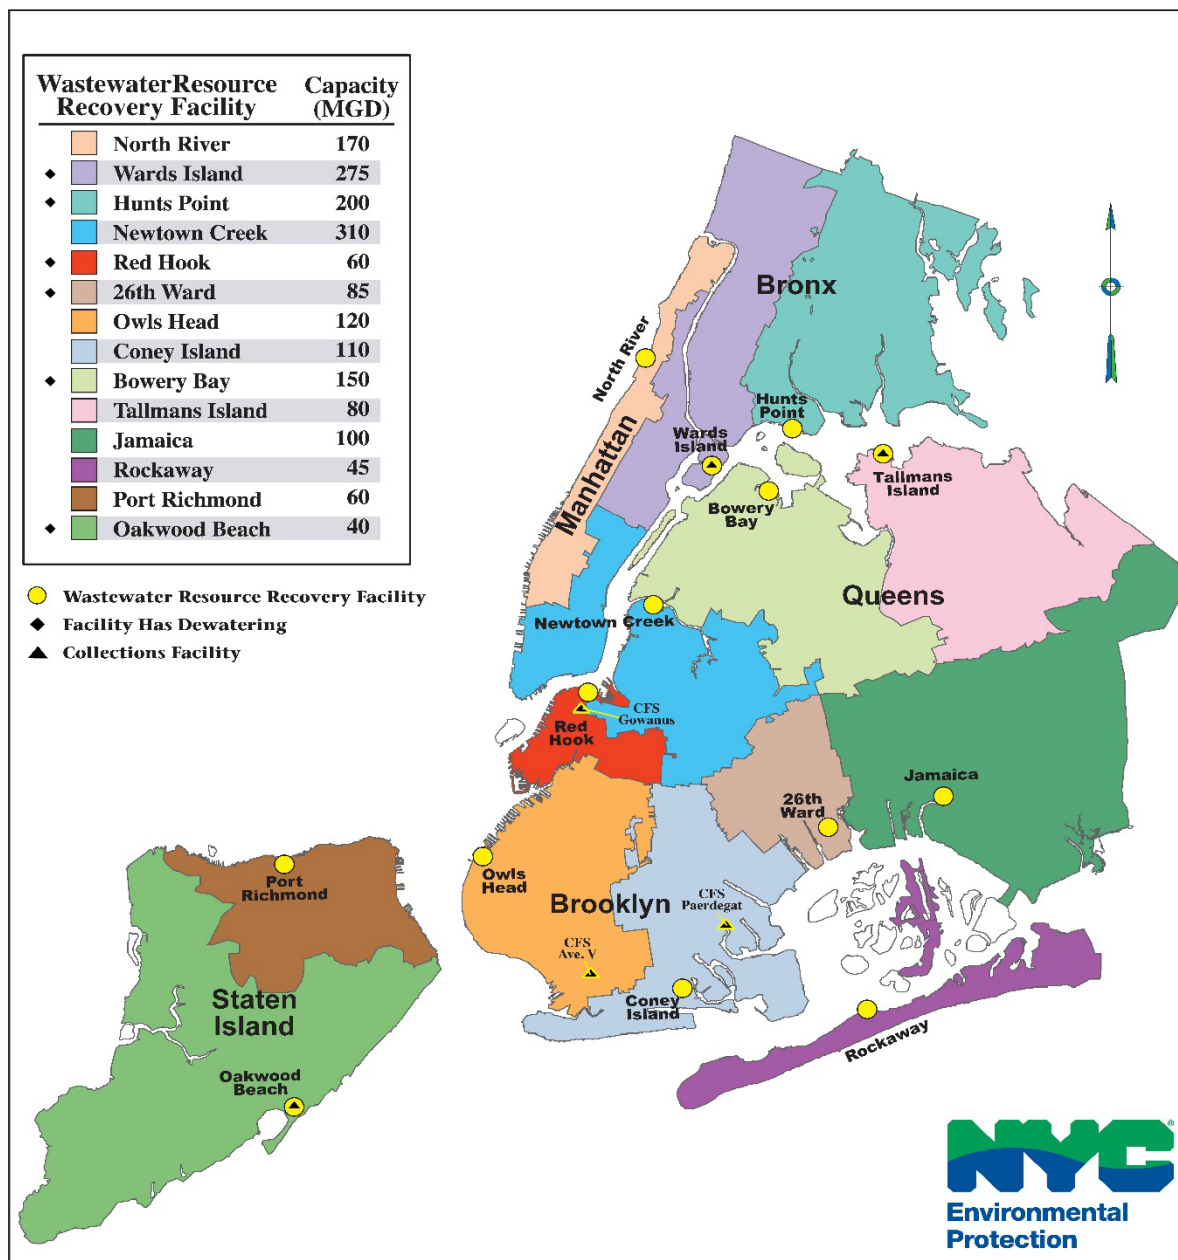 Wastewater Resource Capacity
Recovery Facility (MGD)
North River 170
◆ Wards Island 275
◆ Hunts Point 200
Newtown Creek 310
◆ Red Hook 60
◆ 26th Ward 85
Owls Head 120
Coney Island 110
◆ Bowery Bay 150
Tallmans Island 80
Jamaica 100
Rockaway 45
Port Richmond 60
◆ Oakwood Beach 40
Wastewater Resource Recovery Facility
Facility Has Dewatering
Collections Facility
Bronx
North River
Manhattan
Hunts
Point
Wards
Island
Tallmans
Island
Bowery
Bay
Queens
Newtown Creek
CFS
Gowanus
Red
Hook
Jamaica
26th
Ward
Owls
Head
Brooklyn
CFS
Paerdegat
CFS
Ave. V
Coney
Island
Rockaway
Port
Richmond
Staten
Island
Oakwood
Beach
NYC®
Environmental
Protection